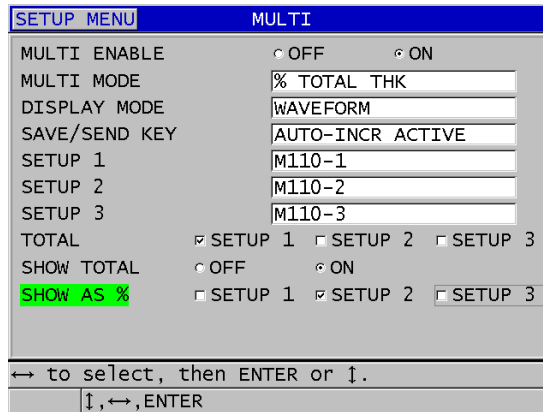 SETUP MENU MULTI
MULTI ENABLE OFF ON
MULTI MODE % TOTAL THK
DISPLAY MODE WAVEFORM
SAVE/SEND KEY AUTO-INCR ACTIVE
SETUP 1 M110-1
SETUP 2 M110-2
SETUP 3 M110-3
TOTAL SETUP 1 SETUP 2 SETUP 3
SHOW TOTAL OFF ON
SHOW AS % SETUP 1 SETUP 2 SETUP 3
↔ to select, then ENTER or ↕.
↕,↔,ENTER